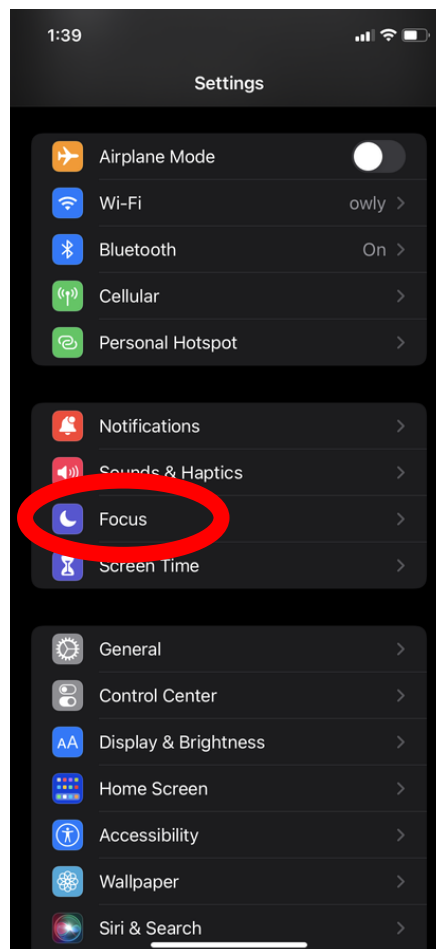 1:39
Settings
Airplane Mode
Wi-Fi owly
Bluetooth On
Cellular
Personal Hotspot
Notifications
Sounds & Haptics
Focus
Screen Time
General
Control Center
AA Display & Brightness
Home Screen
Accessibility
Wallpaper
Siri & Search